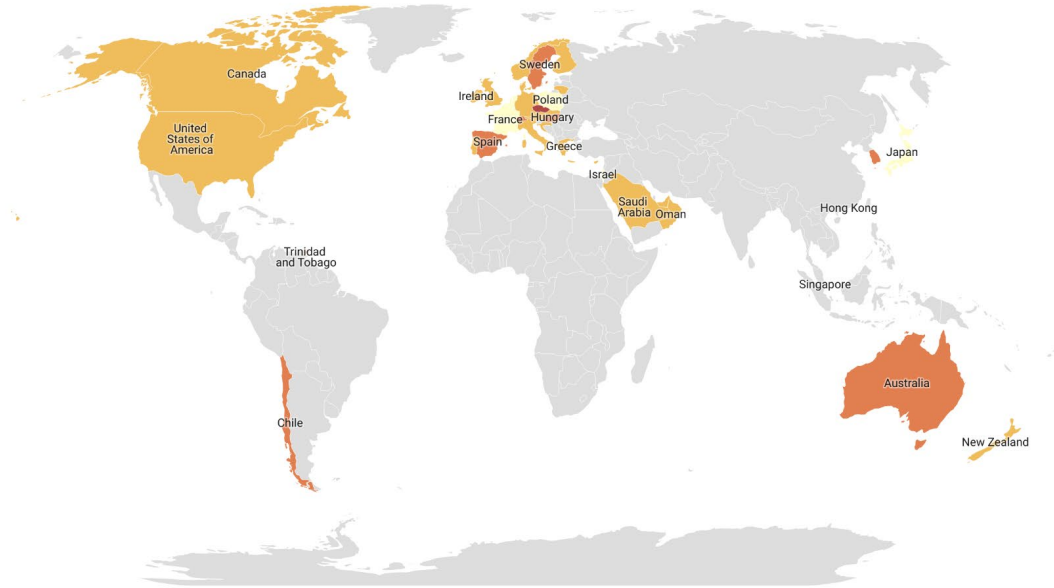 Canada
United
States of
America
Trinidad
and Tobago
Chile
Sweden
Ireland
Poland
France
Hungary
Spain
Greece
Israel
Saudi
Arabia
Oman
Japan
Hong Kong
Singapore
Australia
New Zealand